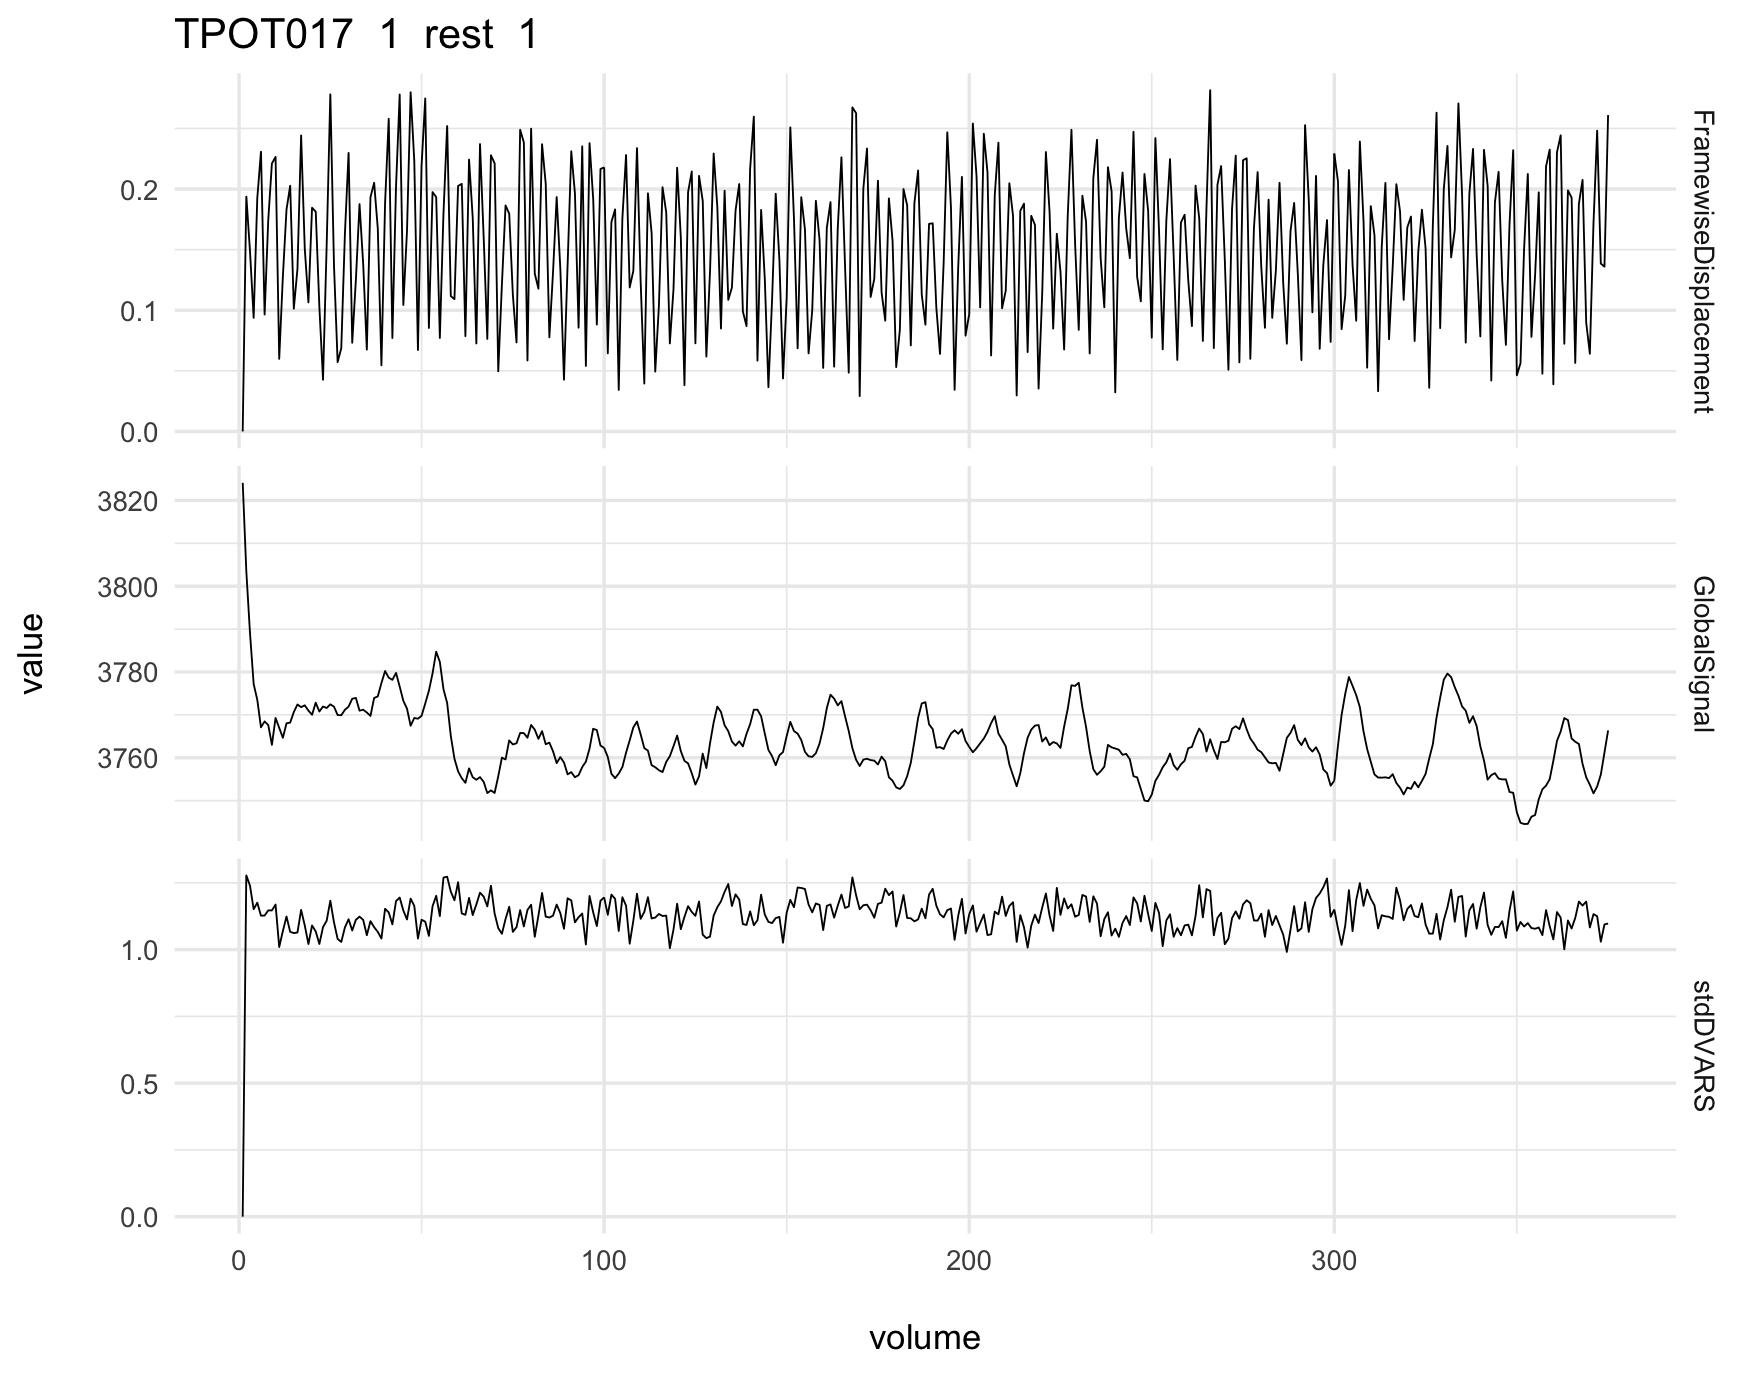 TPOT017 1 rest 1
0.2
0.1
0.0
FramewiseDisplacement
3820
3800
3780
3760
GlobalSignal
1.0
0.5
0.0
stdDVARS
value
0 100 200 300
volume